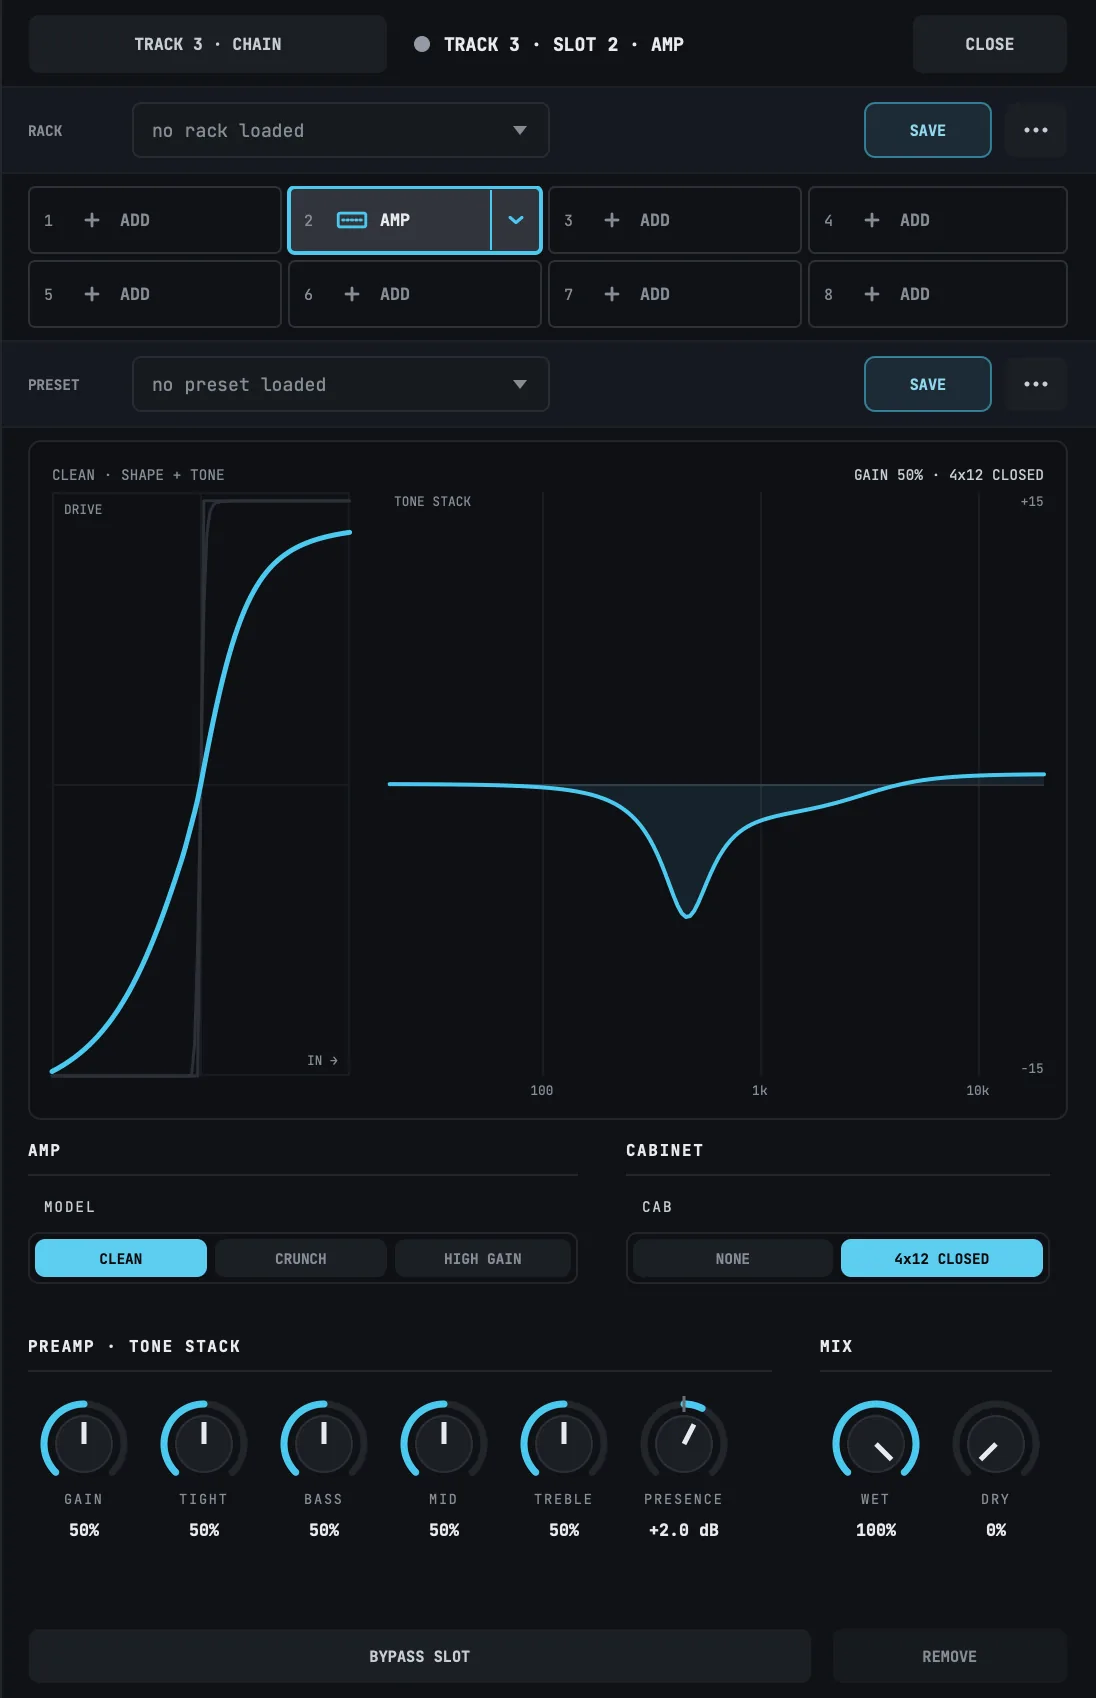 TRACK 3 · CHAIN
TRACK 3 · SLOT 2 · AMP
CLOSE
RACK
no rack loaded
SAVE
1 + ADD
2 AMP
3 + ADD
4 + ADD
5 + ADD
6 + ADD
7 + ADD
8 + ADD
PRESET
no preset loaded
SAVE
CLEAN · SHAPE + TONE
GAIN 50% · 4x12 CLOSED
DRIVE
TONE STACK
+15
IN →
-15
100
1k
10k
AMP
CABINET
MODEL
CAB
CLEAN
CRUNCH
HIGH GAIN
NONE
4x12 CLOSED
PREAMP · TONE STACK
MIX
GAIN
TIGHT
BASS
MID
TREBLE
PRESENCE
WET
DRY
50%
50%
50%
50%
50%
+2.0 dB
100%
0%
BYPASS SLOT
REMOVE